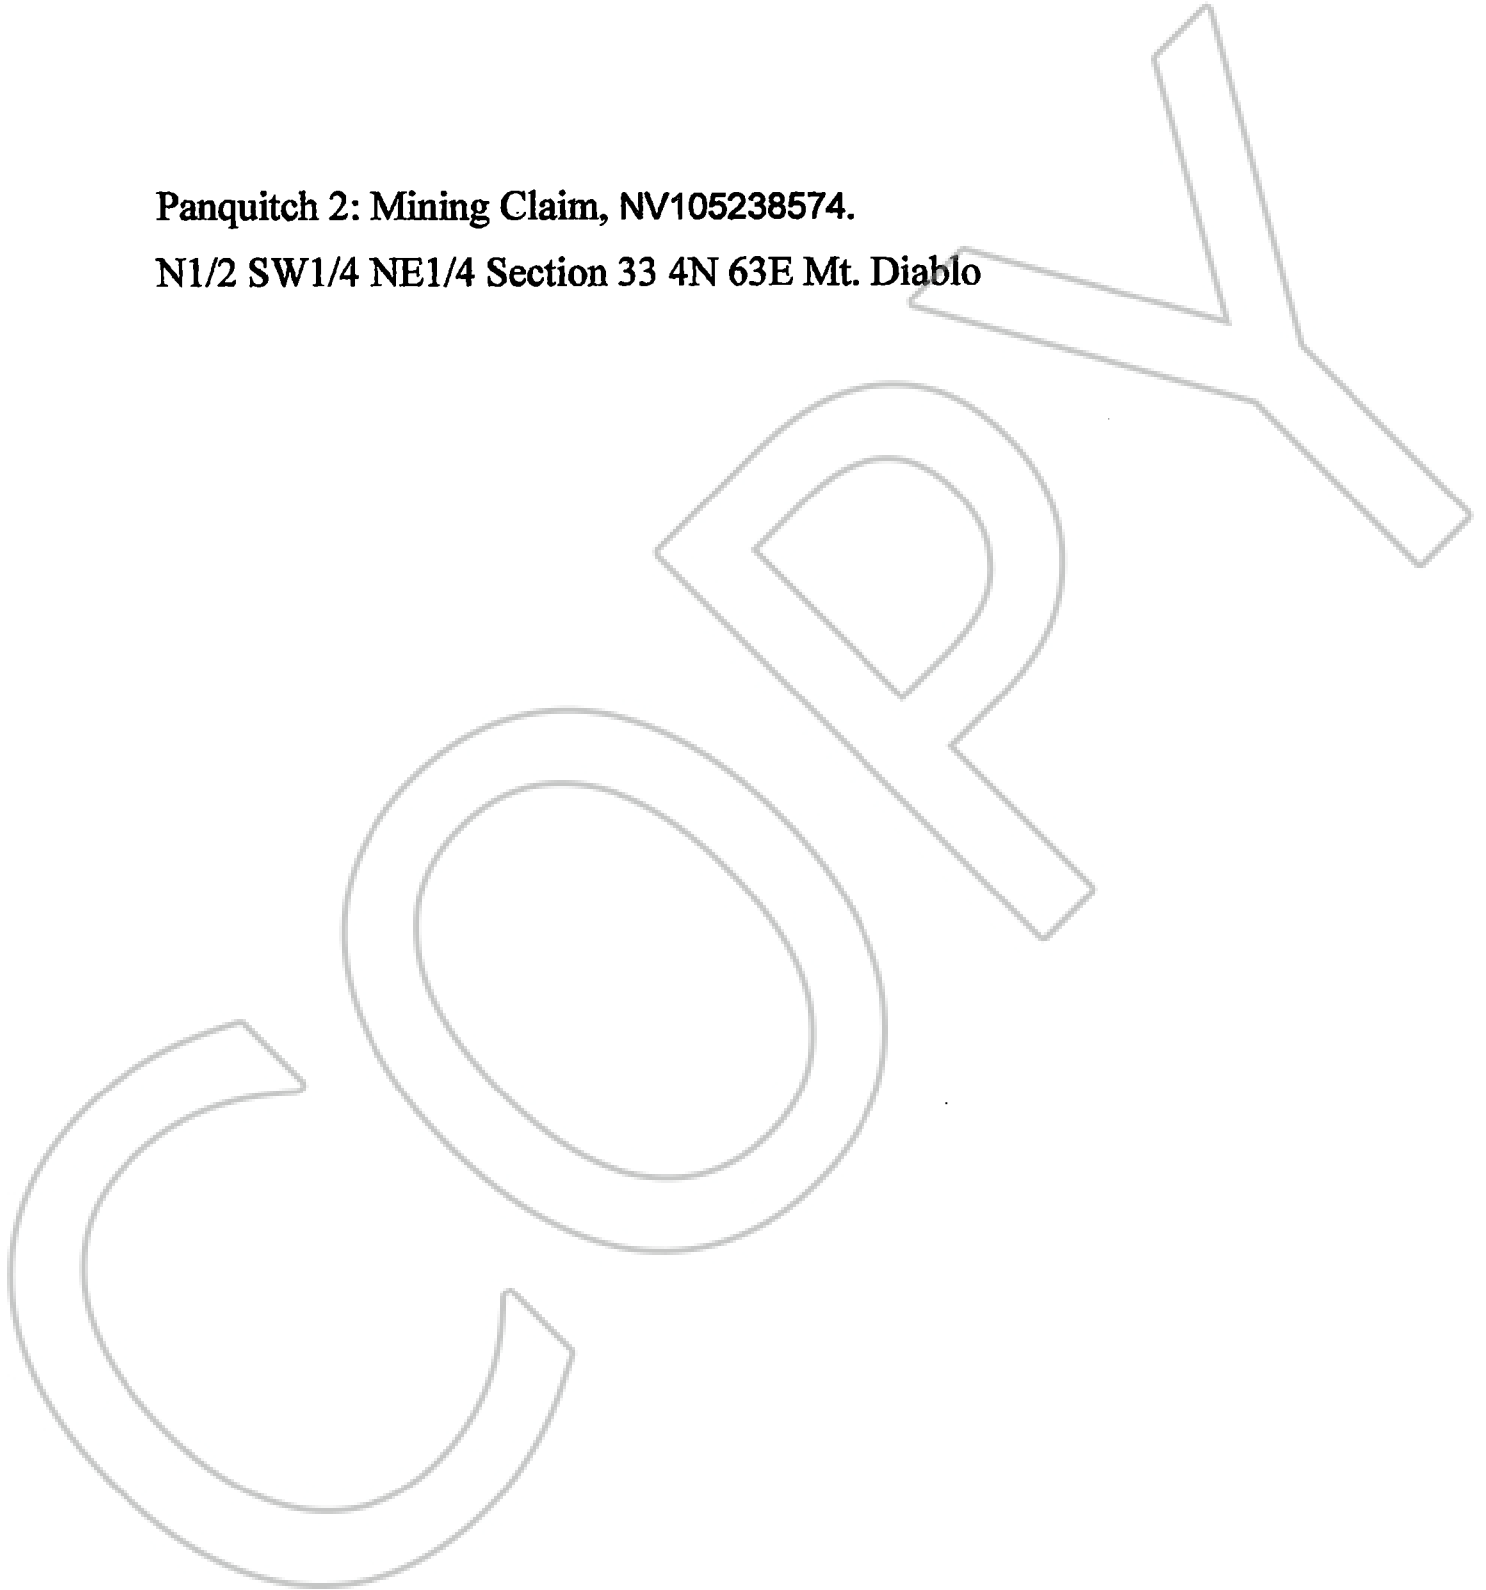 Panquitch 2: Mining Claim, NV105238574.
N1/2 SW1/4 NE1/4 Section 33 4N 63E Mt. Diablo
COPY